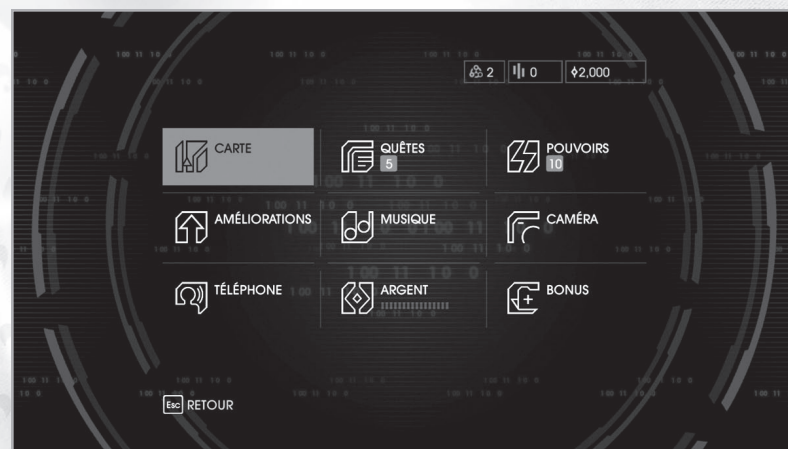 2 0 2,000
CARTE QUÊTES POUVOIRS
5 10
AMÉLIORATIONS MUSIQUE CAMÉRA
TÉLÉPHONE ARGENT BONUS
Esc RETOUR